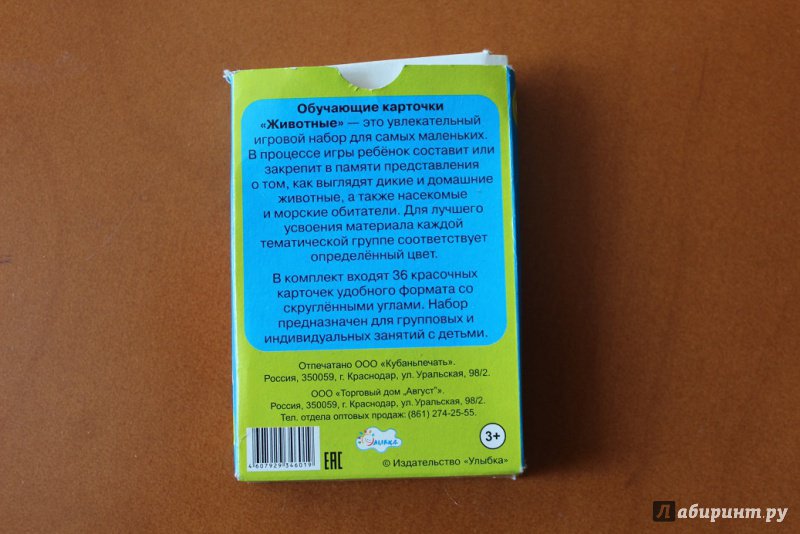 Обучающие карточки
«Животные» — это увлекательный
игровой набор для самых маленьких.
В процессе игры ребёнок составит или
закрепит в памяти представления
о том, как выглядят дикие и домашние
животные, а также насекомые
и морские обитатели. Для лучшего
усвоения материала каждой
тематической группе соответствует
определённый цвет.
В комплект входят 36 красочных
карточек удобного формата со
скруглёнными углами. Набор
предназначен для групповых и
индивидуальных занятий с детьми.
Отпечатано ООО «Кубаньпечать».
Россия, 350059, г. Краснодар, ул. Уральская, 98/2.
ООО «Торговый дом „Август"».
Россия, 350059, г. Краснодар, ул. Уральская, 98/2.
Тел. отдела оптовых продаж: (861) 274-25-55.
4 607929 346019
EAC
Улыбка
3+
© Издательство «Улыбка»
Лабиринт.ру